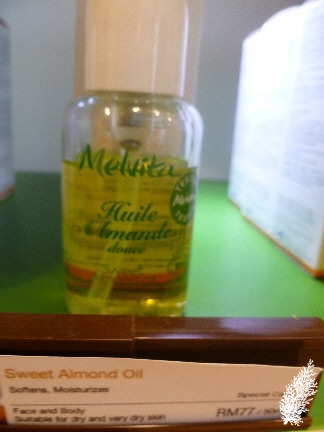 Melvita
Huile
d'Amande
douce
Sweet Almond Oil
Softens, Moisturizes
Special
Face and Body
Suitable for dry and very dry skin
RM77 /